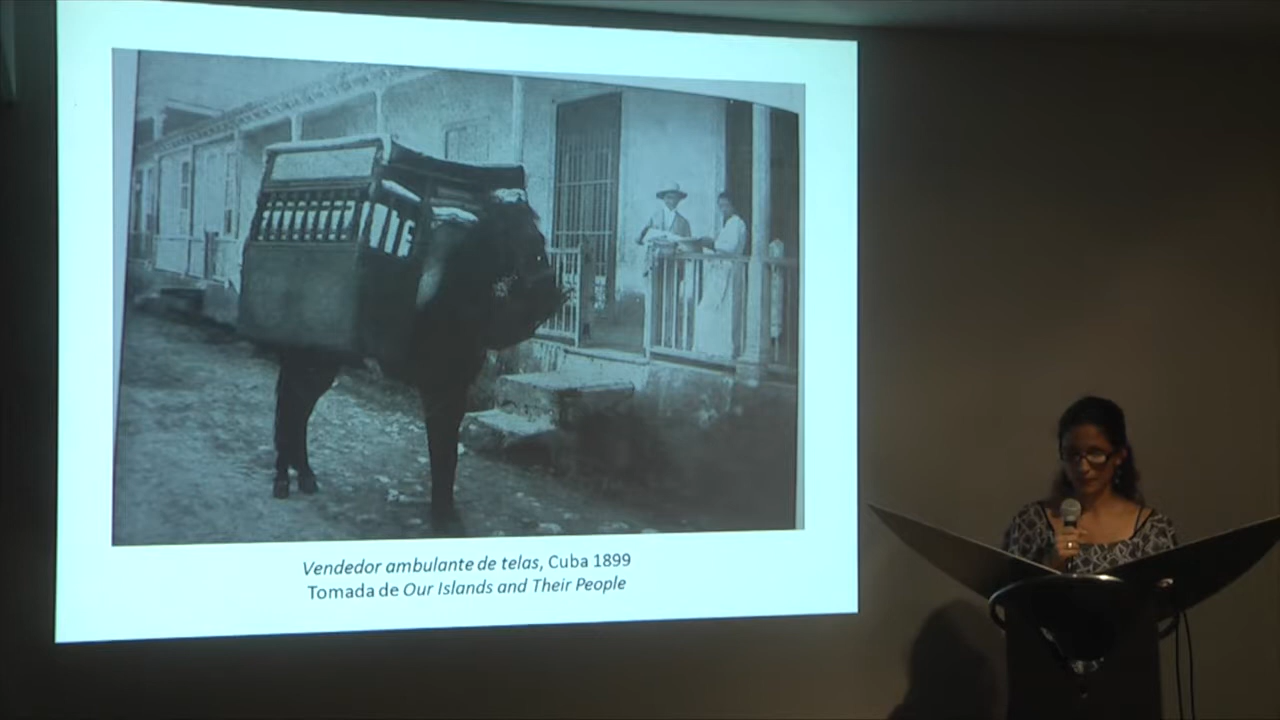 Vendedor ambulante de telas, Cuba 1899
Tomada de Our Islands and Their People